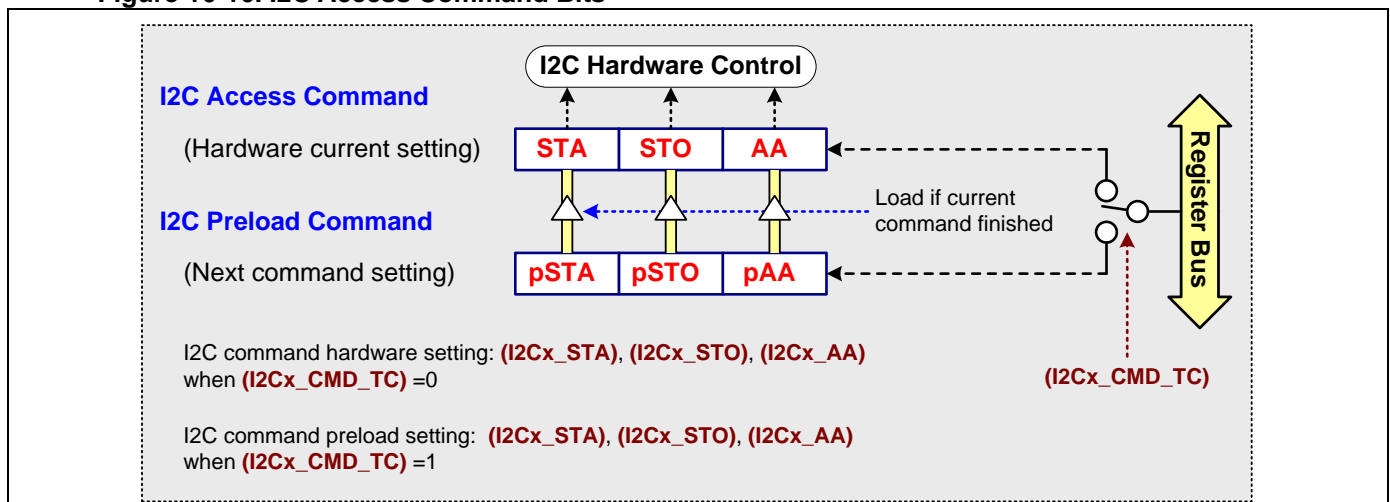 I2C Hardware Control
I2C Access Command
(Hardware current setting)
STA STO AA
Load if current
command finished
I2C Preload Command
(Next command setting)
pSTA pSTO pAA
Register Bus
(I2Cx_CMD_TC)
I2C command hardware setting: (I2Cx_STA), (I2Cx_STO), (I2Cx_AA)
when (I2Cx_CMD_TC) =0
I2C command preload setting: (I2Cx_STA), (I2Cx_STO), (I2Cx_AA)
when (I2Cx_CMD_TC) =1